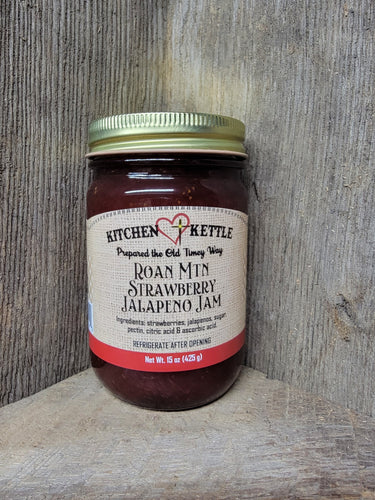 KITCHEN KETTLE
Prepared the Old Timey Way
ROAN MTN
STRAWBERRY
JALAPENO JAM
Ingredients: strawberries, jalapenos, sugar,
pectin, citric acid & ascorbic acid.
REFRIGERATE AFTER OPENING
Net Wt. 15 oz (425 g)